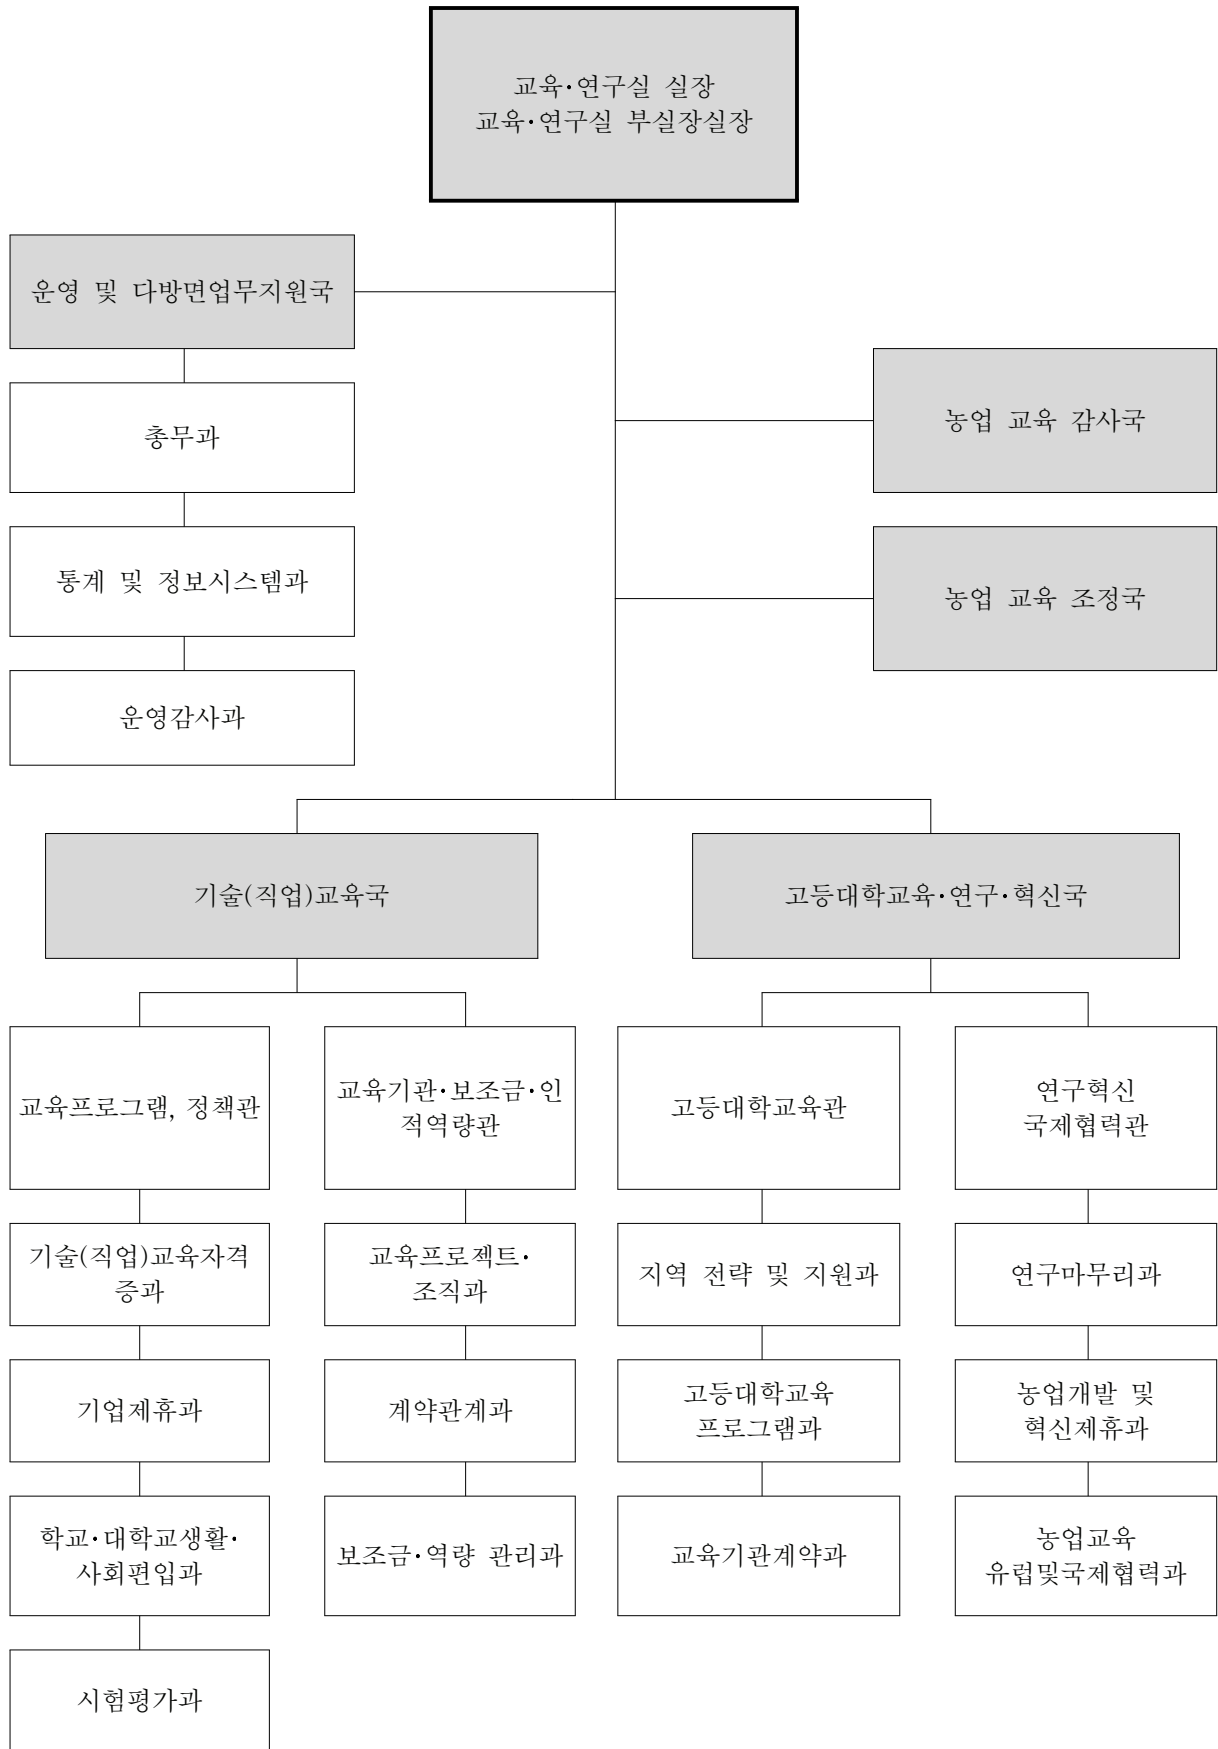 교육·연구실 실장
교육·연구실 부실장실장
운영 및 다방면업무지원국
총무과
통계 및 정보시스템과
운영감사과
농업 교육 감사국
농업 교육 조정국
기술(직업)교육국
고등대학교육·연구·혁신국
교육프로그램, 정책관
기술(직업)교육자격
증과
기업제휴과
학교·대학교생활·
사회편입과
시험평가과
교육기관·보조금·인
적역량관
교육프로젝트·
조직과
계약관계과
보조금·역량 관리과
고등대학교육관
지역 전략 및 지원과
고등대학교육
프로그램과
교육기관계약과
연구혁신
국제협력관
연구마무리과
농업개발 및
혁신제휴과
농업교육
유럽및국제협력과